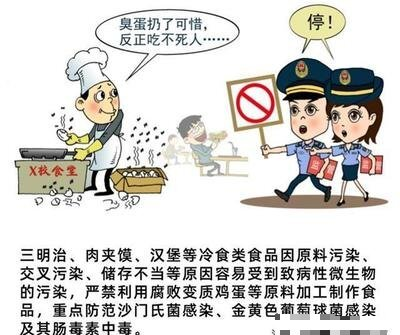 臭蛋扔了可惜，
反正吃不死人……
停！
X校食堂
三明治、肉夹馍、汉堡等冷食类食品因原料污染、
交叉污染、储存不当等原因容易受到致病性微生物
的污染，严禁利用腐败变质鸡蛋等原料加工制作食
品，重点防范沙门氏菌感染、金黄色葡萄球菌感染
及其肠毒素中毒。